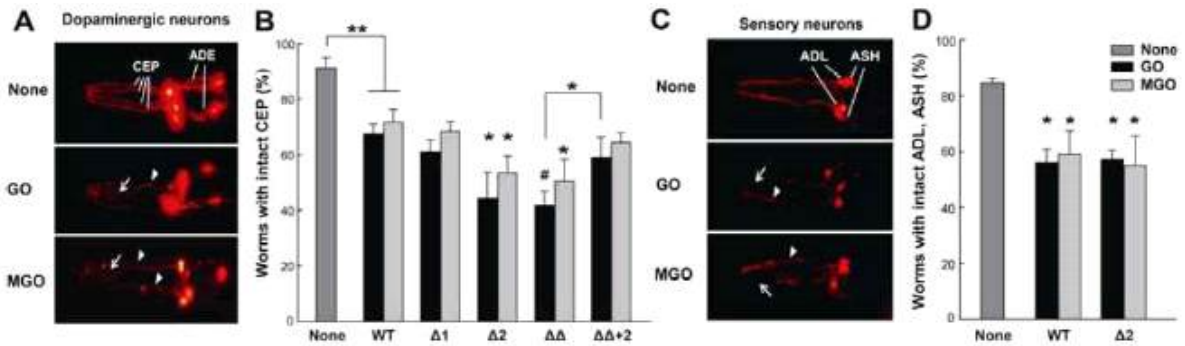 A Dopaminergic neurons
None
CEP
ADE
GO
MGO
B
Worms with intact CEP (%)
100
80
60
40
20
0
**
* *
#
*
*
None WT Δ1 Δ2 ΔΔ ΔΔ+2
C Sensory neurons
None
ADL ASH
GO
MGO
D
Worms with intact ADL, ASH (%)
100
80
60
40
20
0
None
GO
MGO
* * * *
None WT Δ2